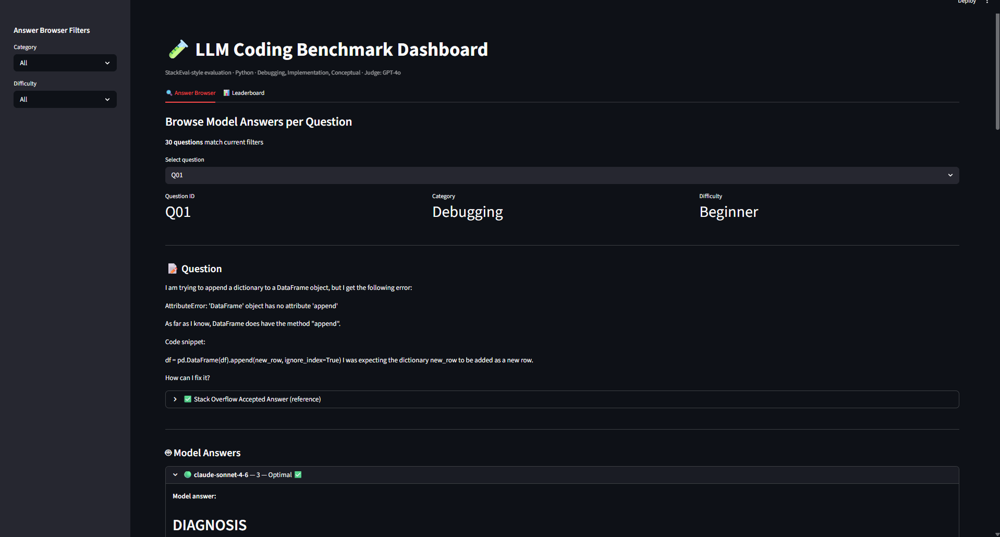 Deploy
Answer Browser Filters
Category
All
Difficulty
All
LLM Coding Benchmark Dashboard
StackEval-style evaluation · Python · Debugging, Implementation, Conceptual · Judge: GPT-4o
Answer Browser
Leaderboard
Browse Model Answers per Question
30 questions match current filters
Select question
Q01
Question ID
Q01
Category
Debugging
Difficulty
Beginner
Question
I am trying to append a dictionary to a DataFrame object, but I get the following error:
AttributeError: 'DataFrame' object has no attribute 'append'
As far as I know, DataFrame does have the method "append".
Code snippet:
df = pd.DataFrame(df).append(new_row, ignore_index=True) I was expecting the dictionary new_row to be added as a new row.
How can I fix it?
Stack Overflow Accepted Answer (reference)
Model Answers
claude-sonnet-4-6 — 3 — Optimal
Model answer:
DIAGNOSIS